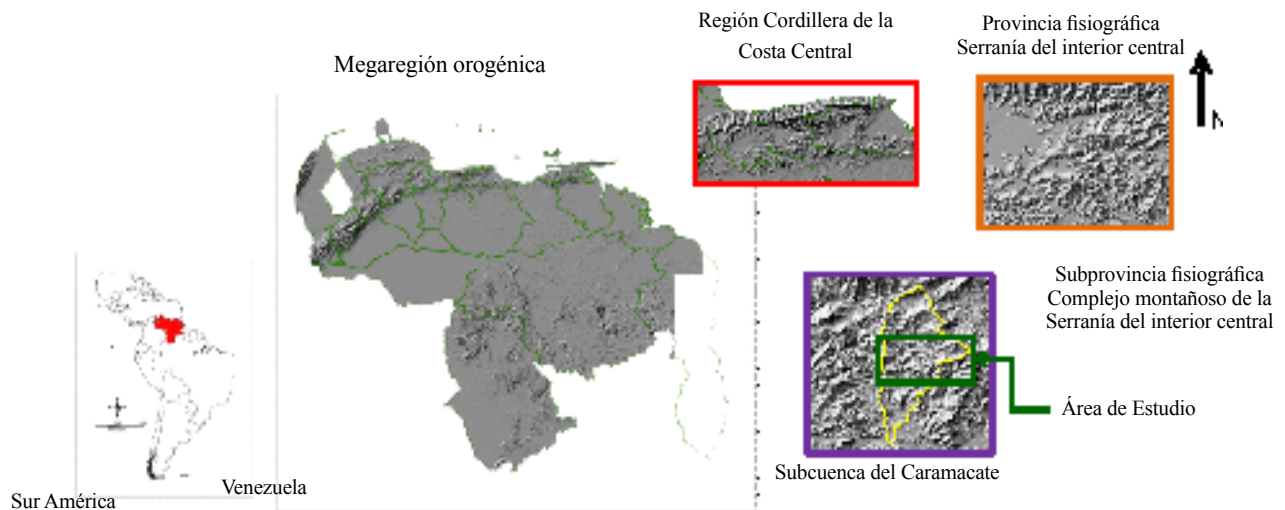 Región Cordillera de la
Costa Central
Provincia fisiográfica
Serranía del interior central
Megaregión orogénica
N
Subprovincia fisiográfica
Complejo montañoso de la
Serranía del interior central
Área de Estudio
Subcuenca del Caramacate
Venezuela
Sur América